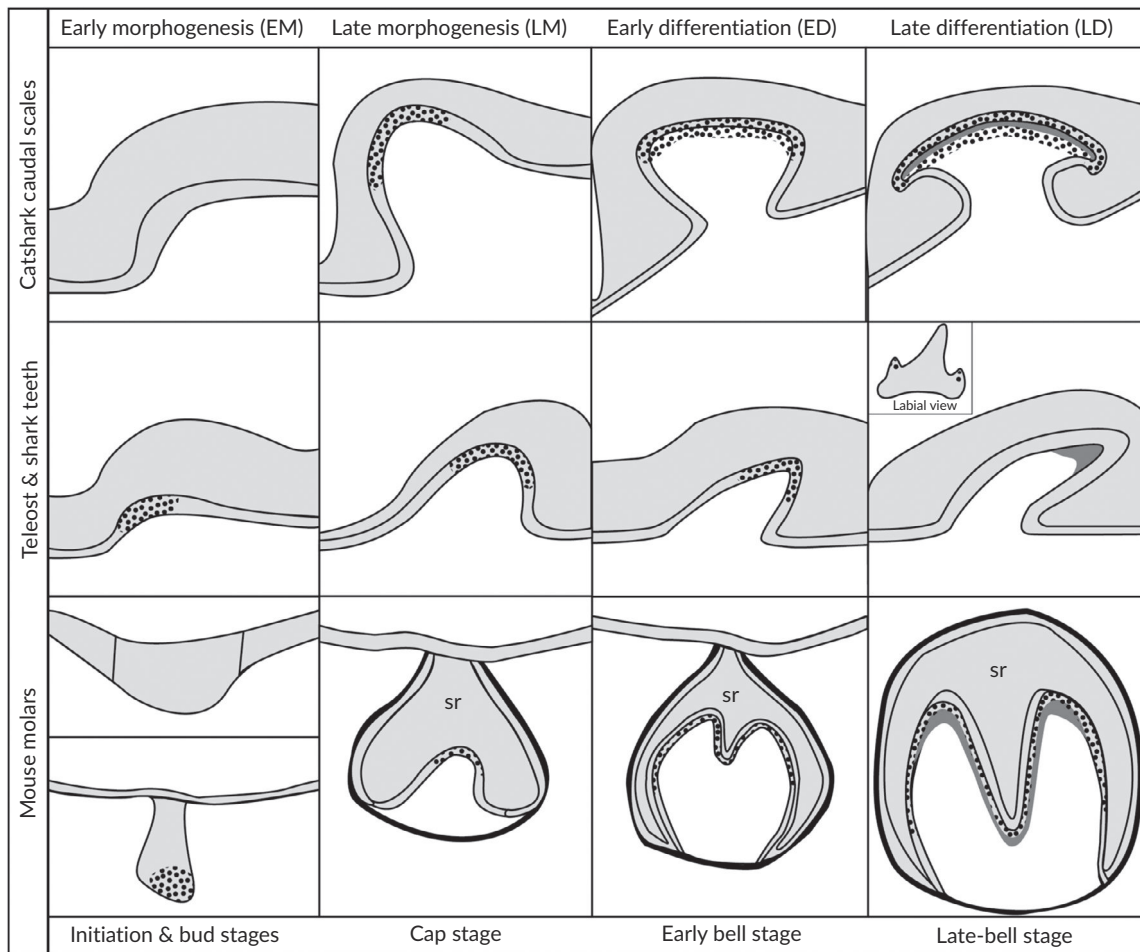 Early morphogenesis (EM)
Late morphogenesis (LM)
Early differentiation (ED)
Late differentiation (LD)
Catshark caudal scales
Teleost & shark teeth
Labial view
Mouse molars
sr
sr
sr
Initiation & bud stages
Cap stage
Early bell stage
Late-bell stage